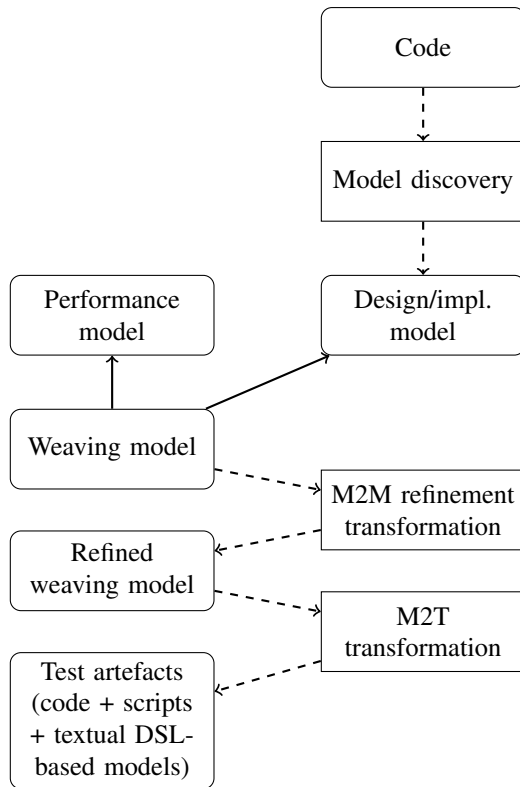 Code
Model discovery
Performance
model
Design/impl.
model
Weaving model
M2M refinement
transformation
Refined
weaving model
M2T
transformation
Test artefacts
(code + scripts
+ textual DSL-
based models)